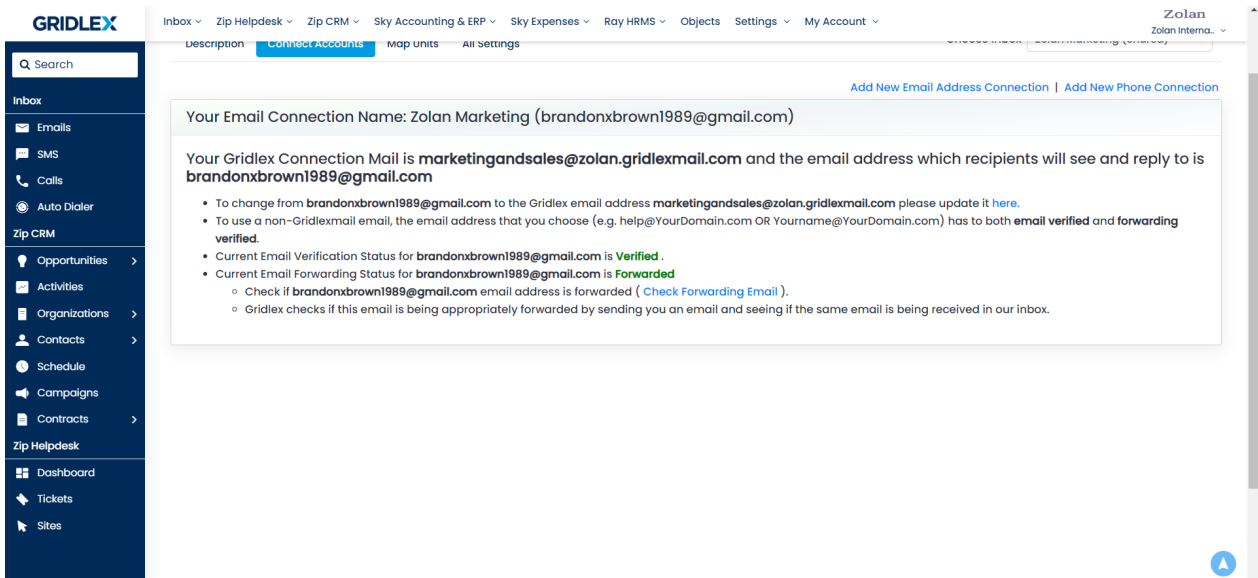 GRIDLEX
Inbox Zip Helpdesk Zip CRM Sky Accounting & ERP Sky Expenses Ray HRMS Objects Settings My Account
Zolan
Zolan Interna..
Search
Description Connect Accounts Map Units All Settings
Choose Inbox Zolan Marketing (Shared)
Add New Email Address Connection | Add New Phone Connection
Inbox
Emails
SMS
Calls
Auto Dialer
Zip CRM
Opportunities
Activities
Organizations
Contacts
Schedule
Campaigns
Contracts
Zip Helpdesk
Dashboard
Tickets
Sites
Your Email Connection Name: Zolan Marketing (brandonxbrown1989@gmail.com)
Your Gridlex Connection Mail is marketingandsales@zolan.gridlexmail.com and the email address which recipients will see and reply to is
brandonxbrown1989@gmail.com
• To change from brandonxbrown1989@gmail.com to the Gridlex email address marketingandsales@zolan.gridlexmail.com please update it here.
• To use a non-Gridlexmail email, the email address that you choose (e.g. help@YourDomain.com OR Yourname@YourDomain.com) has to both email verified and forwarding
verified.
• Current Email Verification Status for brandonxbrown1989@gmail.com is Verified .
• Current Email Forwarding Status for brandonxbrown1989@gmail.com is Forwarded
◦ Check if brandonxbrown1989@gmail.com email address is forwarded ( Check Forwarding Email ).
◦ Gridlex checks if this email is being appropriately forwarded by sending you an email and seeing if the same email is being received in our inbox.